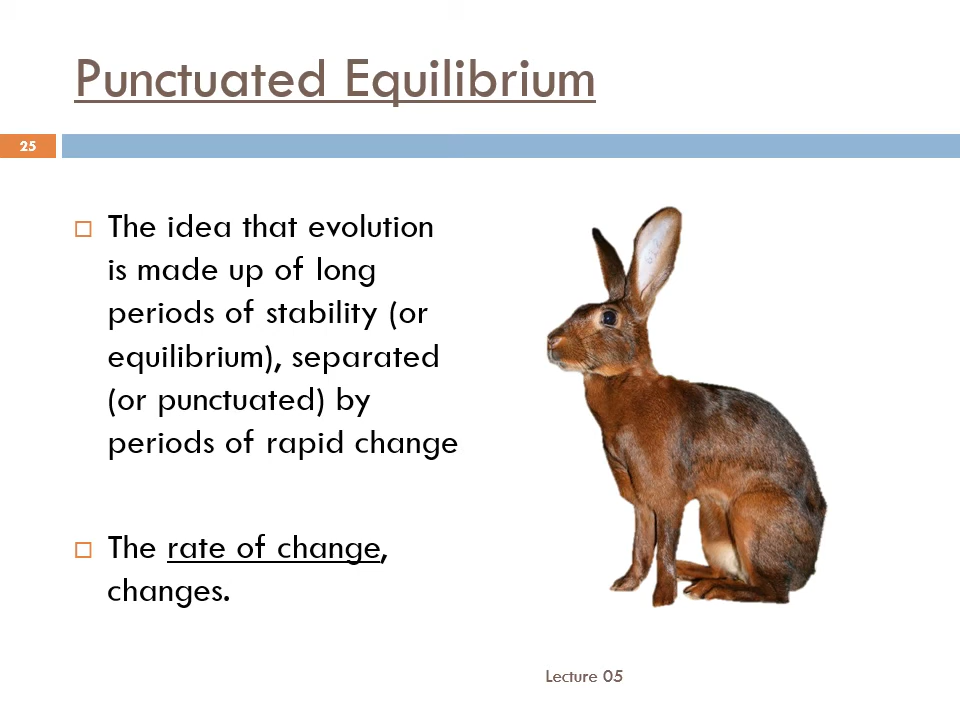 Punctuated Equilibrium
25
The idea that evolution
is made up of long
periods of stability (or
equilibrium), separated
(or punctuated) by
periods of rapid change
The rate of change,
changes.
Lecture 05